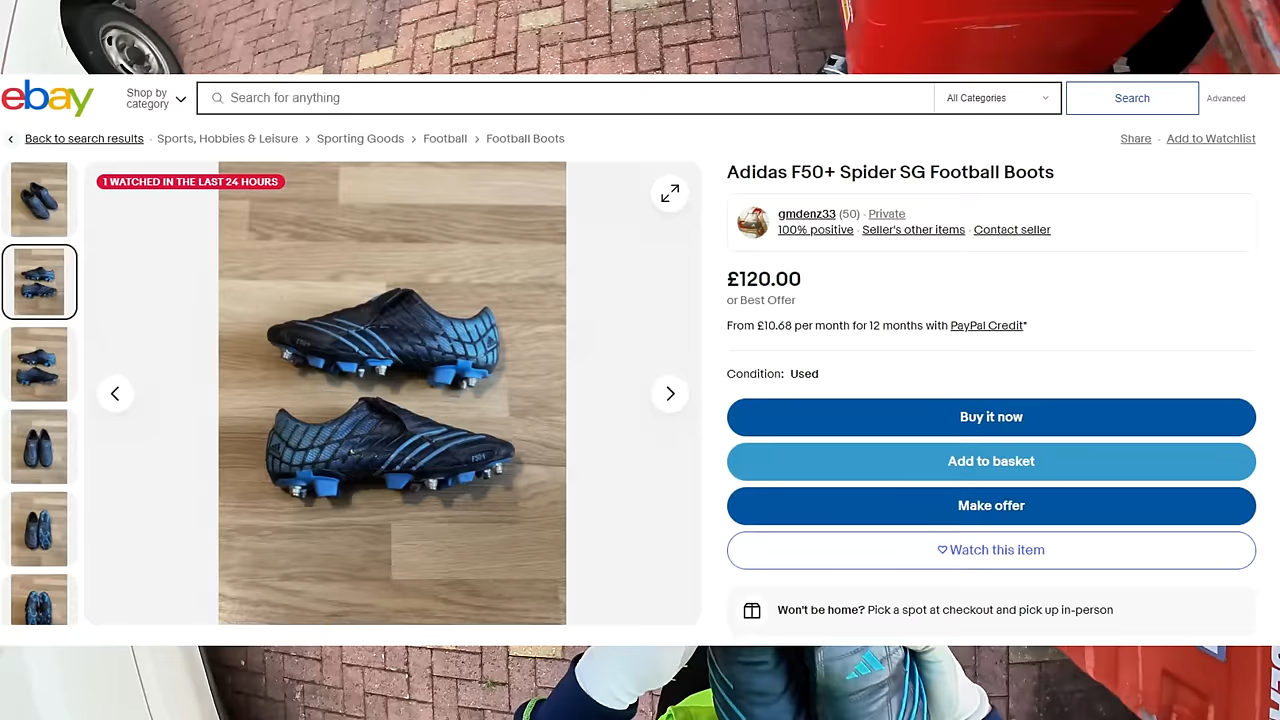 ebay
Shop by
category
Search for anything
All Categories
Search
Advanced
Back to search results · Sports, Hobbies & Leisure > Sporting Goods > Football > Football Boots
Share · Add to Watchlist
1 WATCHED IN THE LAST 24 HOURS
Adidas F50+ Spider SG Football Boots
gmdenz33 (50) · Private
100% positive · Seller's other items · Contact seller
£120.00
or Best Offer
From £10.68 per month for 12 months with PayPal Credit*
Condition: Used
Buy it now
Add to basket
Make offer
Watch this item
Won't be home? Pick a spot at checkout and pick up in-person